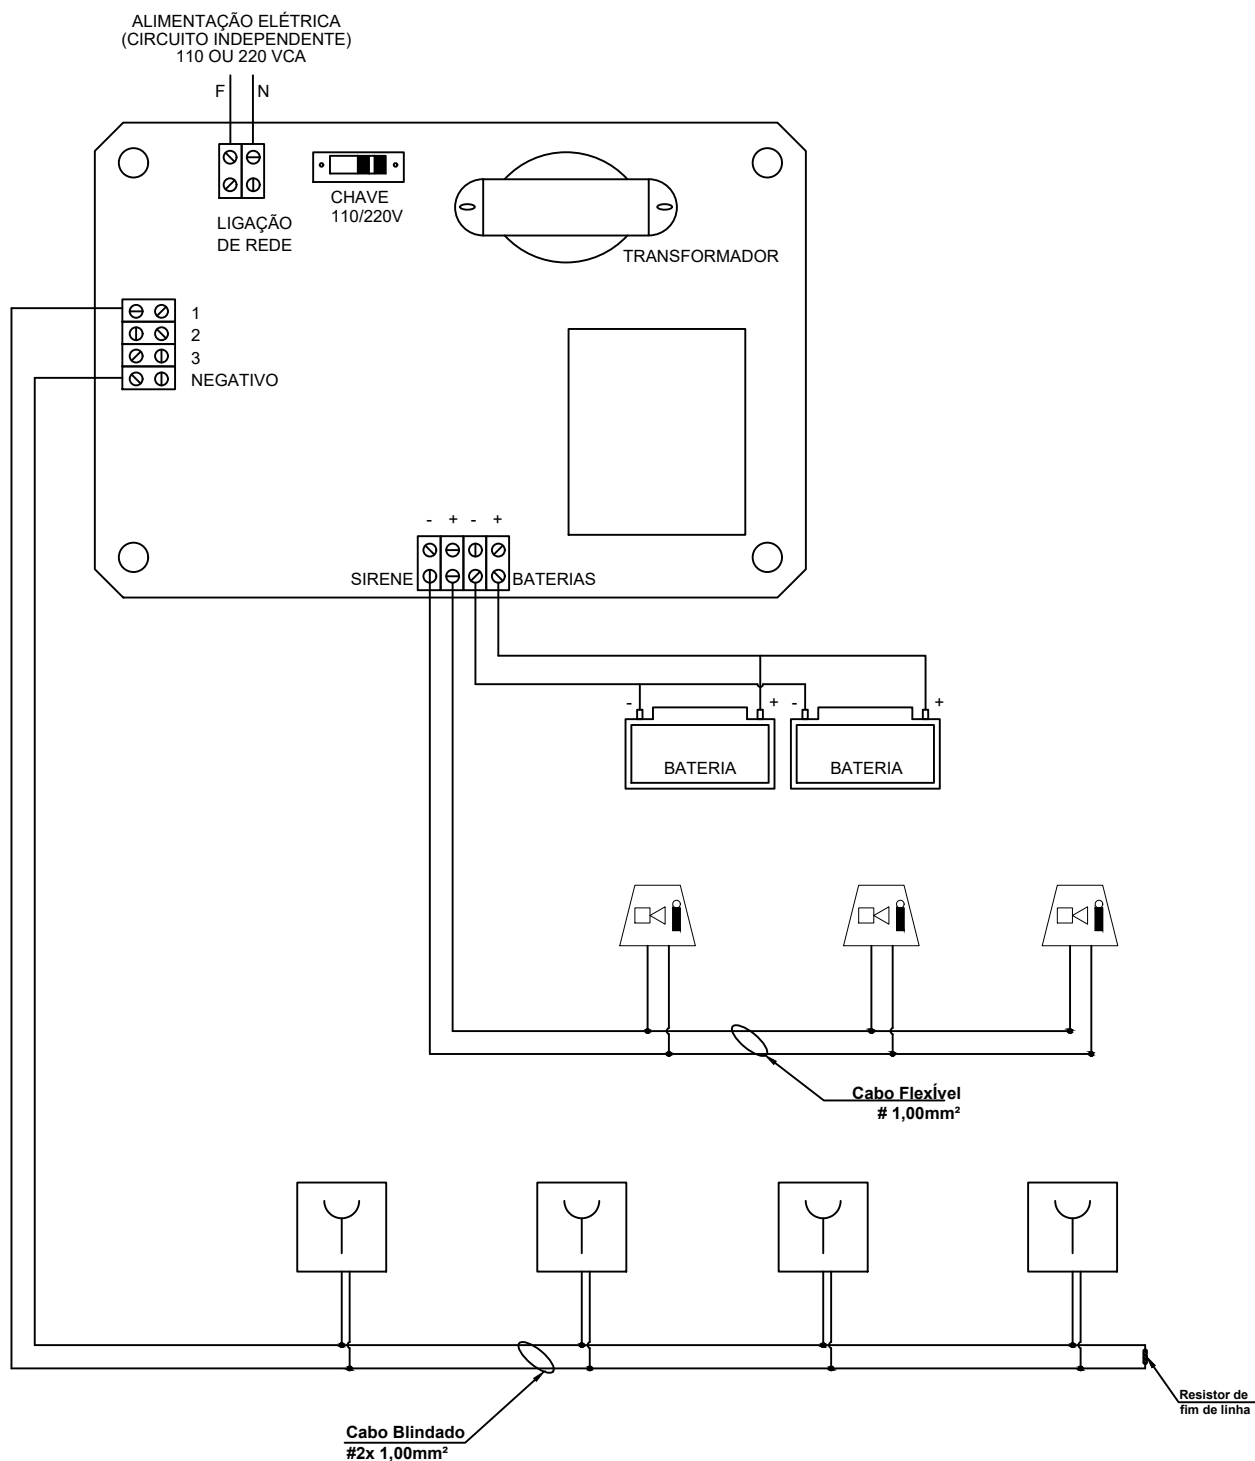 ALIMENTAÇÃO ELÉTRICA
(CIRCUITO INDEPENDENTE)
110 OU 220 VCA
F
N
CHAVE
110/220V
LIGAÇÃO
DE REDE
TRANSFORMADOR
1
2
3
NEGATIVO
- + - +
SIRENE
BATERIAS
- +
- +
BATERIA
BATERIA
Cabo FlexÍvel
# 1,00mm²
Resistor de
fim de linha
Cabo Blindado
#2x 1,00mm²